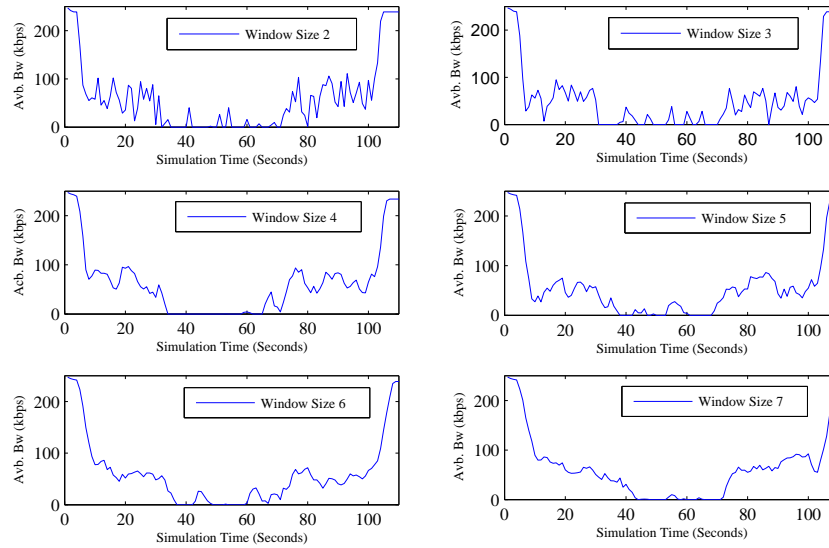 Avb. Bw (kbps)
200
100
0
Window Size 2
0 20 40 60 80 100
Simulation Time (Seconds)
Avb. Bw (kbps)
200
100
0
Window Size 3
0 20 40 60 80 100
Simulation Time (Seconds)
Acb. Bw (kbps)
200
100
0
Window Size 4
0 20 40 60 80 100
Simulation Time (Seconds)
Avb. Bw (kbps)
200
100
0
Window Size 5
0 20 40 60 80 100
Simulation Time (Seconds)
Avb. Bw (kbps)
200
100
0
Window Size 6
0 20 40 60 80 100
Simulation Time (Seconds)
Avb. Bw (kbps)
200
100
0
Window Size 7
0 20 40 60 80 100
Simulation Time (Seconds)